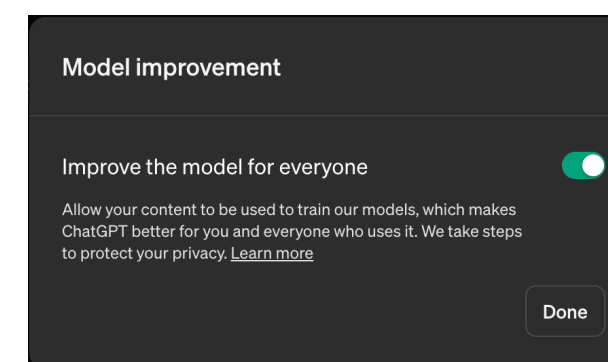 Model improvement
Improve the model for everyone
Allow your content to be used to train our models, which makes
ChatGPT better for you and everyone who uses it. We take steps
to protect your privacy. Learn more
Done